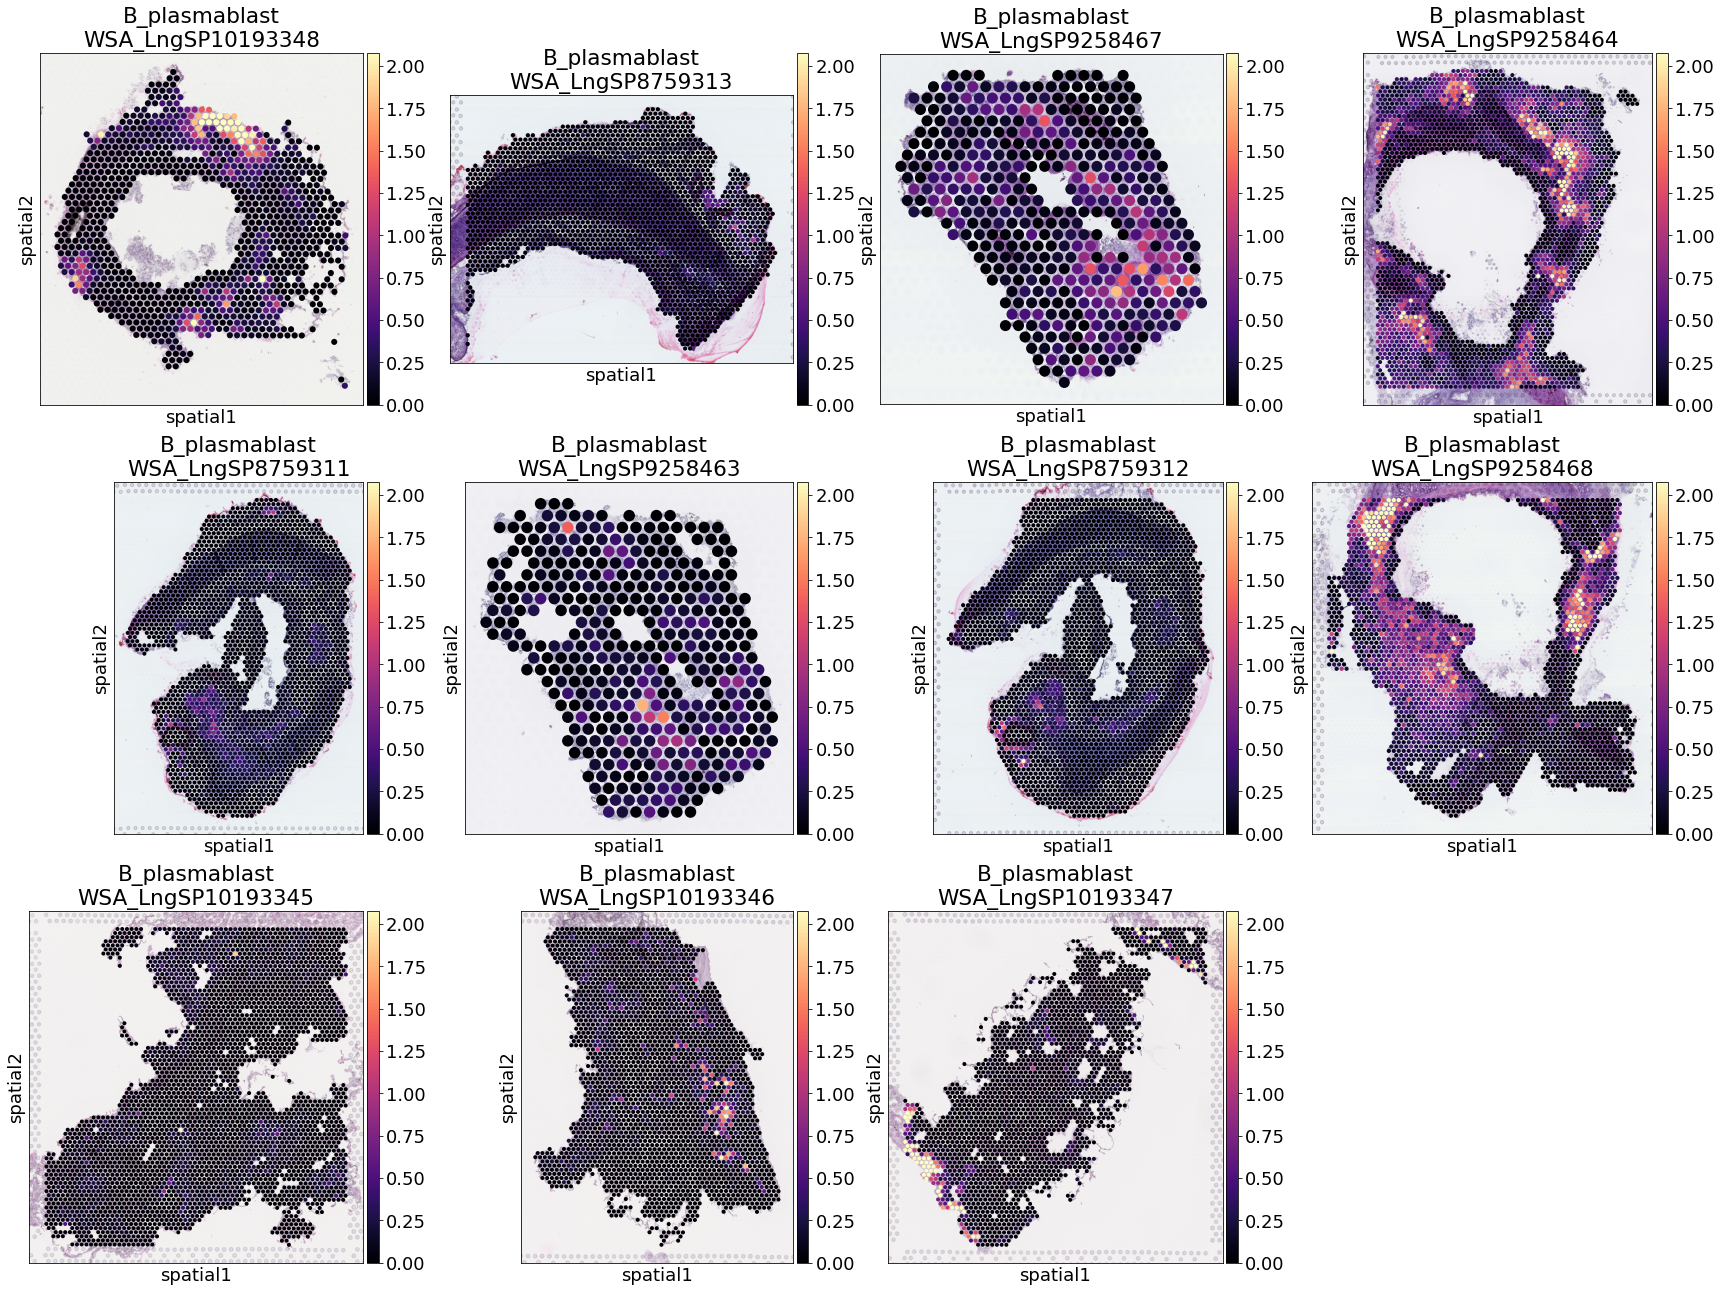 B_plasmablast
WSA_LngSP10193348
spatial2
spatial1
2.00
1.75
1.50
1.25
1.00
0.75
0.50
0.25
0.00
B_plasmablast
WSA_LngSP8759313
spatial2
spatial1
2.00
1.75
1.50
1.25
1.00
0.75
0.50
0.25
0.00
B_plasmablast
WSA_LngSP9258467
spatial2
spatial1
2.00
1.75
1.50
1.25
1.00
0.75
0.50
0.25
0.00
B_plasmablast
WSA_LngSP9258464
spatial2
spatial1
2.00
1.75
1.50
1.25
1.00
0.75
0.50
0.25
0.00
B_plasmablast
WSA_LngSP8759311
spatial2
spatial1
2.00
1.75
1.50
1.25
1.00
0.75
0.50
0.25
0.00
B_plasmablast
WSA_LngSP9258463
spatial2
spatial1
2.00
1.75
1.50
1.25
1.00
0.75
0.50
0.25
0.00
B_plasmablast
WSA_LngSP8759312
spatial2
spatial1
2.00
1.75
1.50
1.25
1.00
0.75
0.50
0.25
0.00
B_plasmablast
WSA_LngSP9258468
spatial2
spatial1
2.00
1.75
1.50
1.25
1.00
0.75
0.50
0.25
0.00
B_plasmablast
WSA_LngSP10193345
spatial2
spatial1
2.00
1.75
1.50
1.25
1.00
0.75
0.50
0.25
0.00
B_plasmablast
WSA_LngSP10193346
spatial2
spatial1
2.00
1.75
1.50
1.25
1.00
0.75
0.50
0.25
0.00
B_plasmablast
WSA_LngSP10193347
spatial2
spatial1
2.00
1.75
1.50
1.25
1.00
0.75
0.50
0.25
0.00